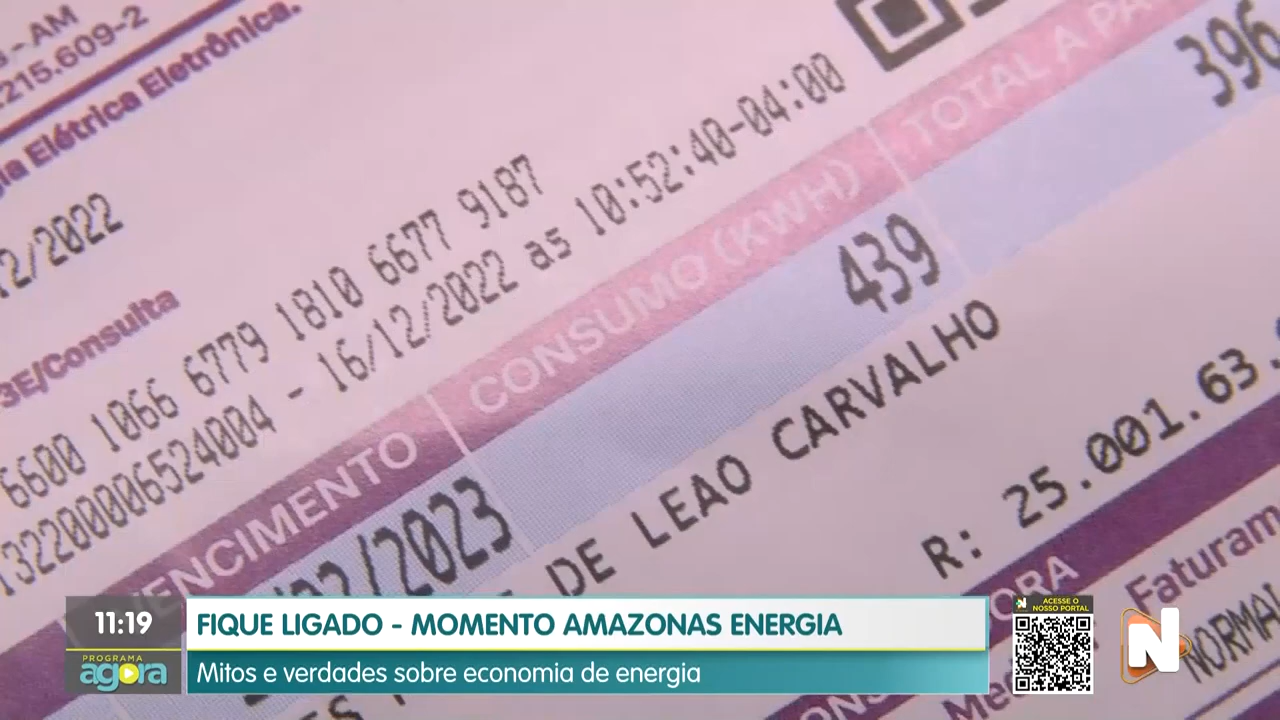 - AM
215.609-2
Elétrica Eletrônica.
2/2022
3E/Consulta
6600 1066 6779 1810 6677 9187
1322000006524004 - 16/12/2022 as 10:52:40-04:00
VENCIMENTO
CONSUMO (KWH)
TOTAL A PA
/2023
439
396
DE LEAO CARVALHO
R: 25.001.63
ORA
Faturam
NORMAL
11:19
PROGRAMA
agora
FIQUE LIGADO - MOMENTO AMAZONAS ENERGIA
Mitos e verdades sobre economia de energia
ACESSE O
NOSSO PORTAL
N